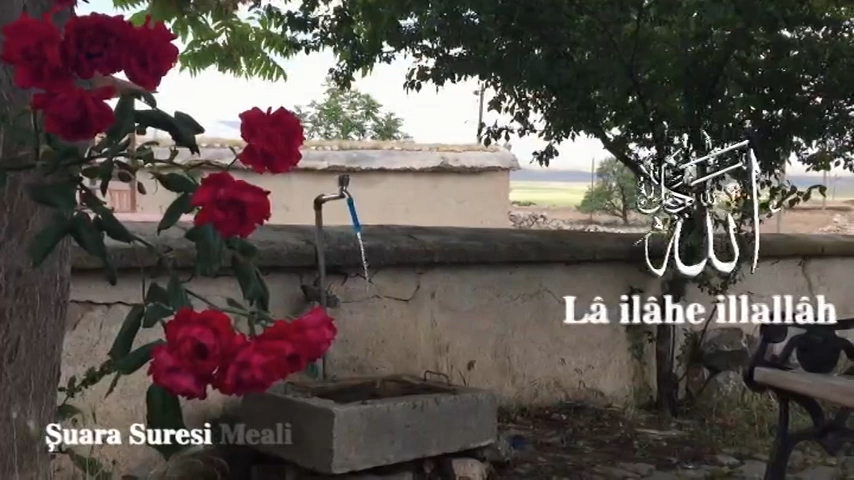 الله
Lâ ilâhe illallâh
Şuara Suresi Meali